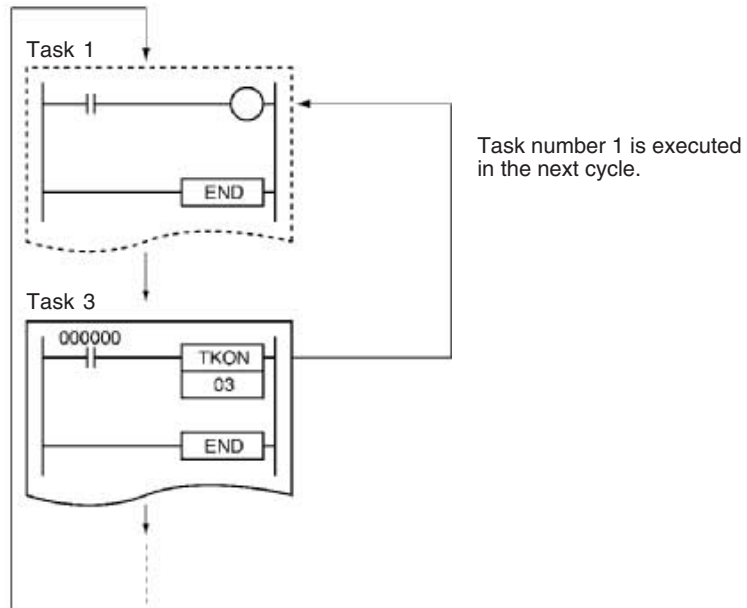 Task 1
END
Task number 1 is executed
in the next cycle.
Task 3
000000
TKON
03
END